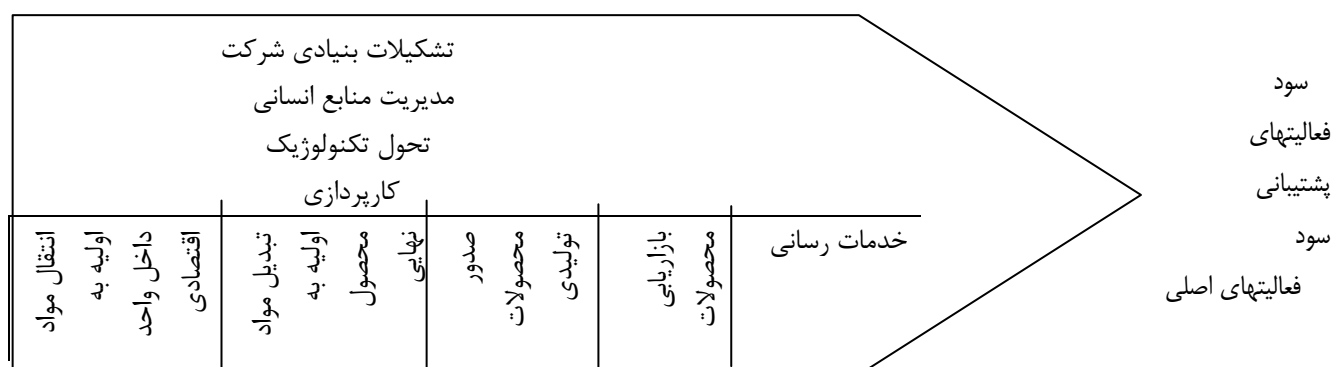 تشکیلات بنیادی شرکت
مدیریت منابع انسانی
تحول تکنولوژیک
کارپردازی
سود
فعالیتهای
پشتیبانی
سود
فعالیتهای اصلی
خدمات رسانی
بازاریابی
محصولات
صدور
محصولات
تولیدی
تبدیل مواد
اولیه به
محصول
نهایی
انتقال مواد
اولیه به
داخل واحد
اقتصادی